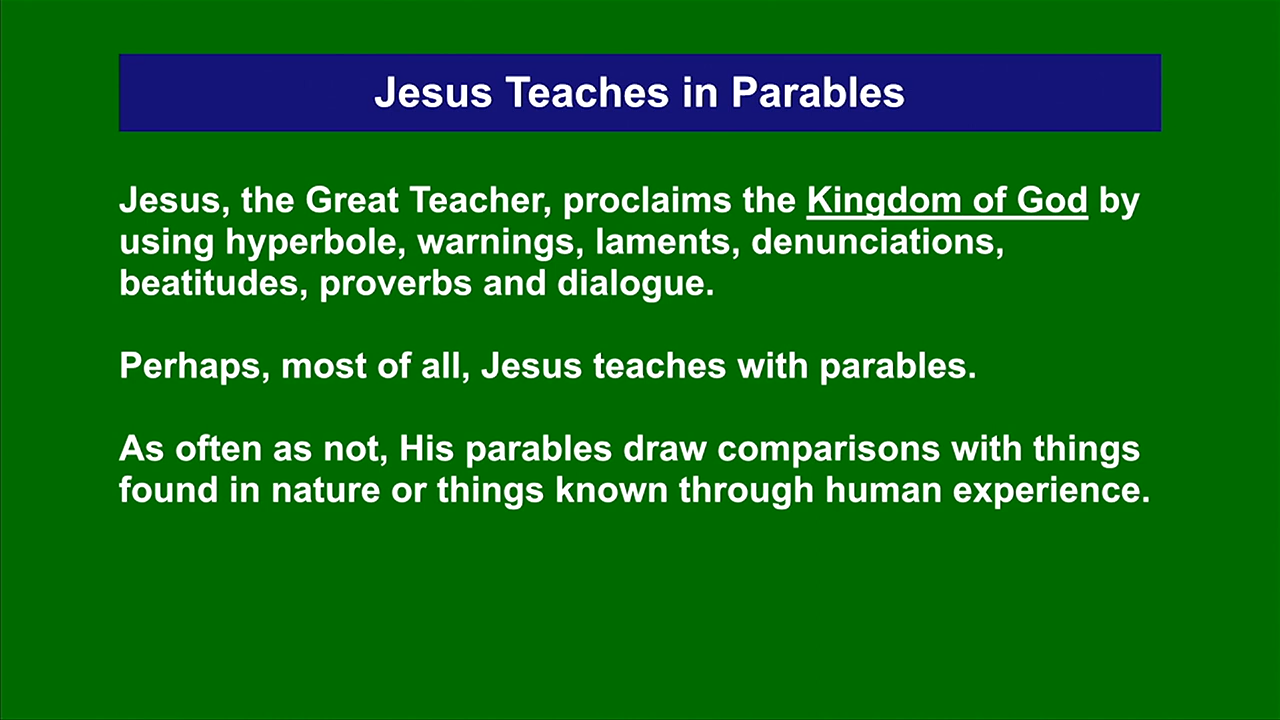 Jesus Teaches in Parables
Jesus, the Great Teacher, proclaims the Kingdom of God by
using hyperbole, warnings, laments, denunciations,
beatitudes, proverbs and dialogue.
Perhaps, most of all, Jesus teaches with parables.
As often as not, His parables draw comparisons with things
found in nature or things known through human experience.